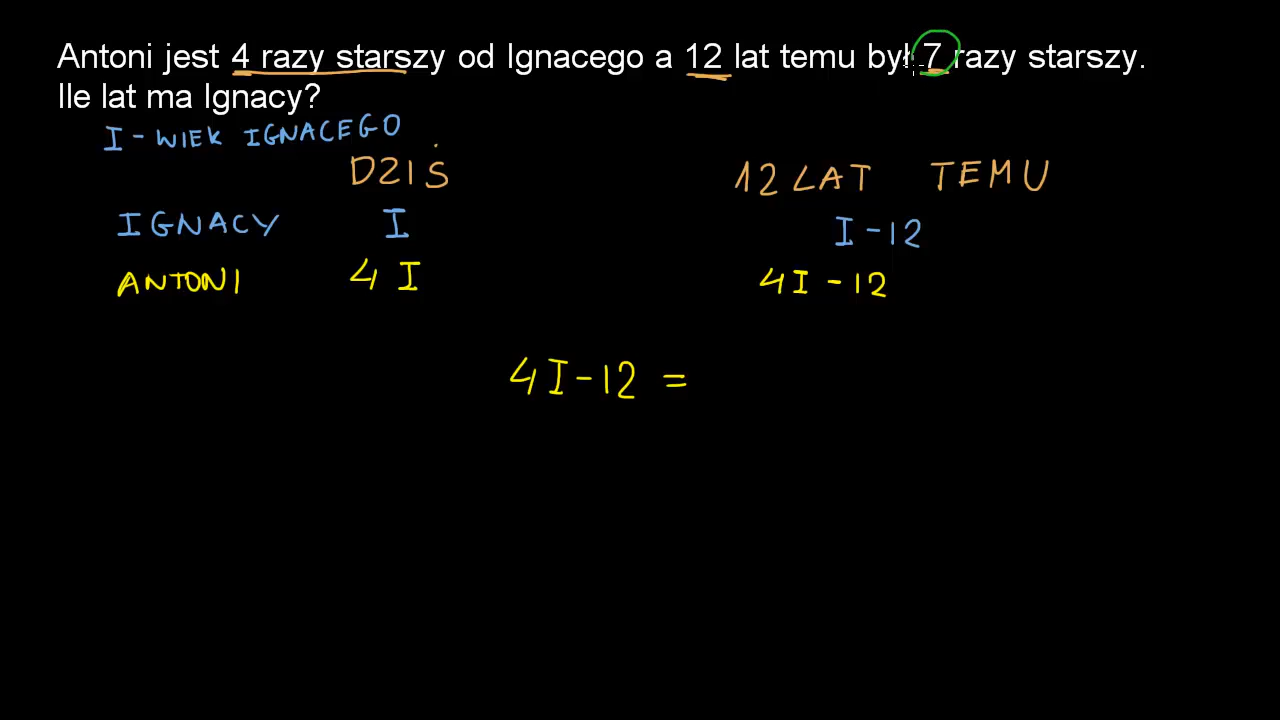 Antoni jest 4 razy starszy od Ignacego a 12 lat temu był 7 razy starszy.
Ile lat ma Ignacy?
I - WIEK IGNACEGO
DZIŚ 12 LAT TEMU
IGNACY I I - 12
ANTONI 4 I 4I - 12
4I - 12 =